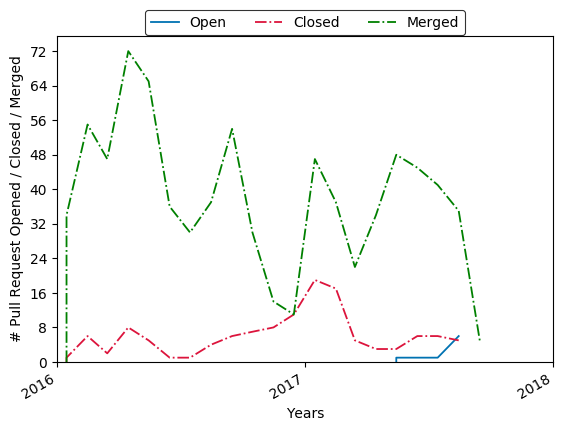 Open Closed Merged
# Pull Request Opened / Closed / Merged
72
64
56
48
40
32
24
16
8
0
2016 2017 2018
Years